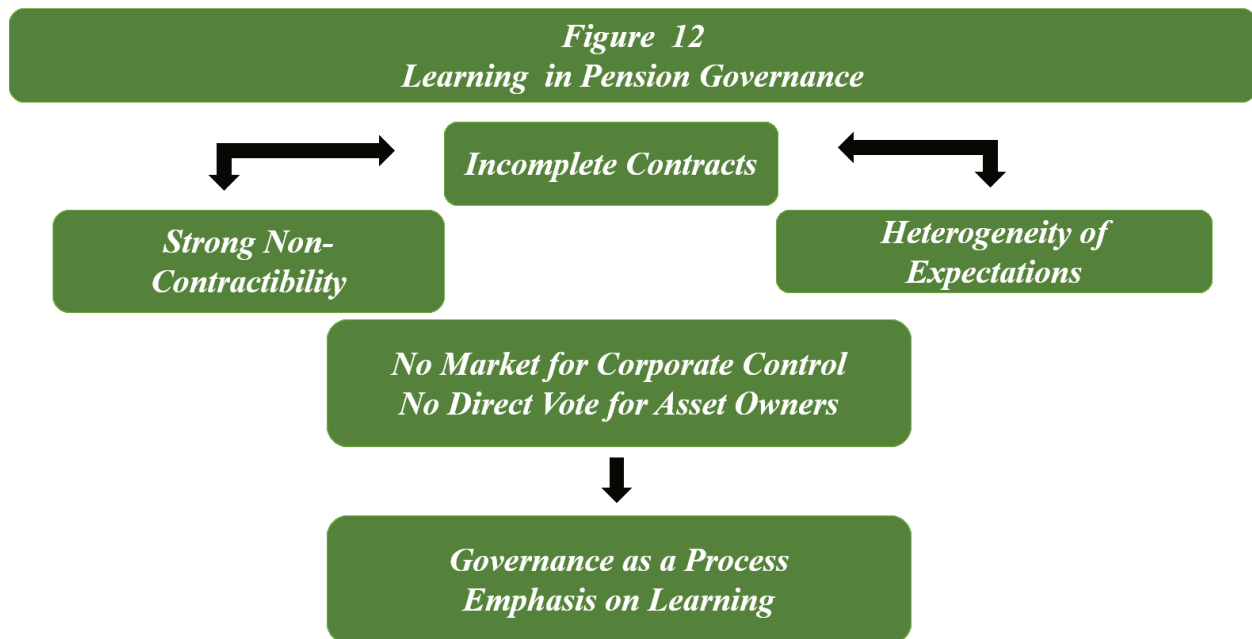 Figure 12
Learning in Pension Governance
Incomplete Contracts
Strong Non-
Contractibility
Heterogeneity of
Expectations
No Market for Corporate Control
No Direct Vote for Asset Owners
Governance as a Process
Emphasis on Learning